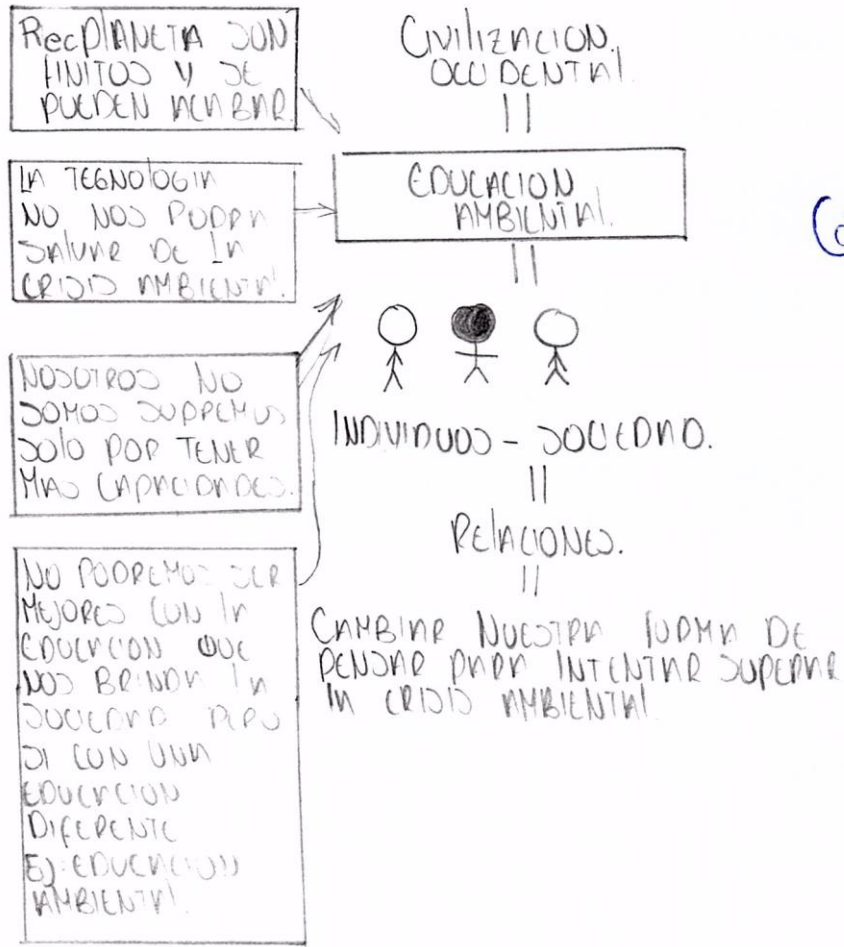 Rec PLANETA SON
FINITOS Y SE
PUEDEN ACABAR.
LA TEGNOLOGIA
NO NOS PODRA
SALVAR DE LA
CRISIS AMBIENTAL.
NOSOTROS NO
SOMOS SUPREMOS
SOLO POR TENER
MAS CAPACIDADES.
NO PODREMOS SER
MEJORES CON LA
EDUCACION QUE
NOS BRINDA LA
SOCIEDAD PERO
SI CON UNA
EDUCACION
DIFERENTE
EJ: EDUCACION
AMBIENTAL.
CIVILIZACION
OCCIDENTAL.
EDUCACION
AMBIENTAL.
INDIVIDUOS - SOCIEDAD.
RELACIONES.
CAMBIAR NUESTRA FORMA DE
PENSAR PARA INTENTAR SUPERAR
LA CRISIS AMBIENTAL